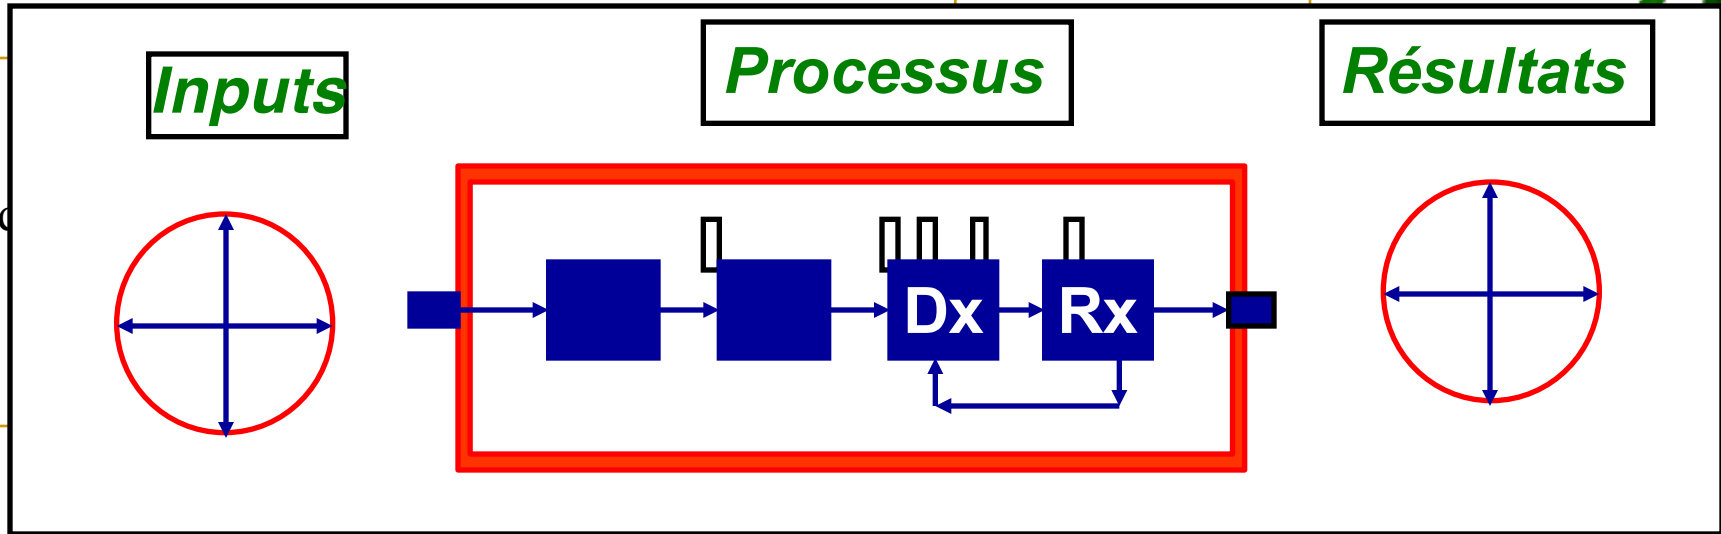 Inputs
Processus
Résultats
Dx
Rx